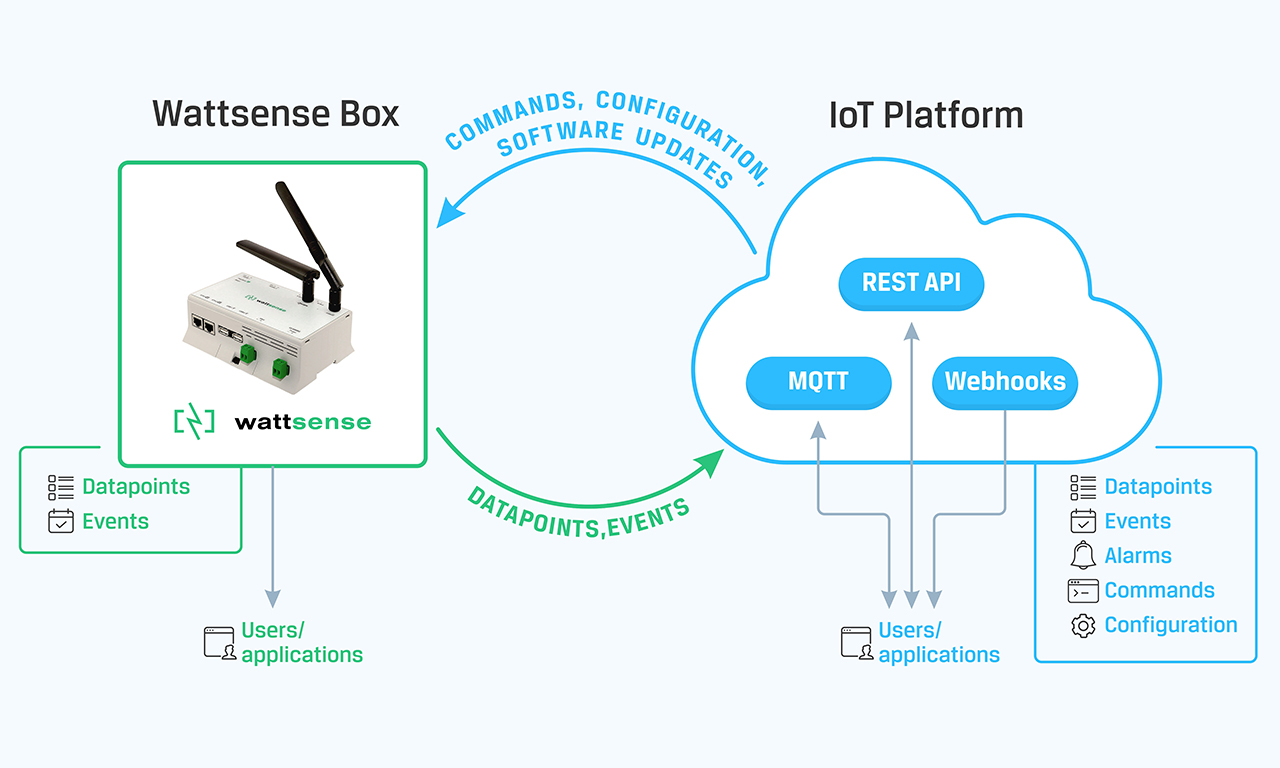 Wattsense Box
COMMANDS, CONFIGURATION,
SOFTWARE UPDATES
IoT Platform
wattsense
wattsense
REST API
MQTT
Webhooks
DATAPOINTS,EVENTS
Datapoints
Events
Users/
applications
Users/
applications
Datapoints
Events
Alarms
Commands
Configuration